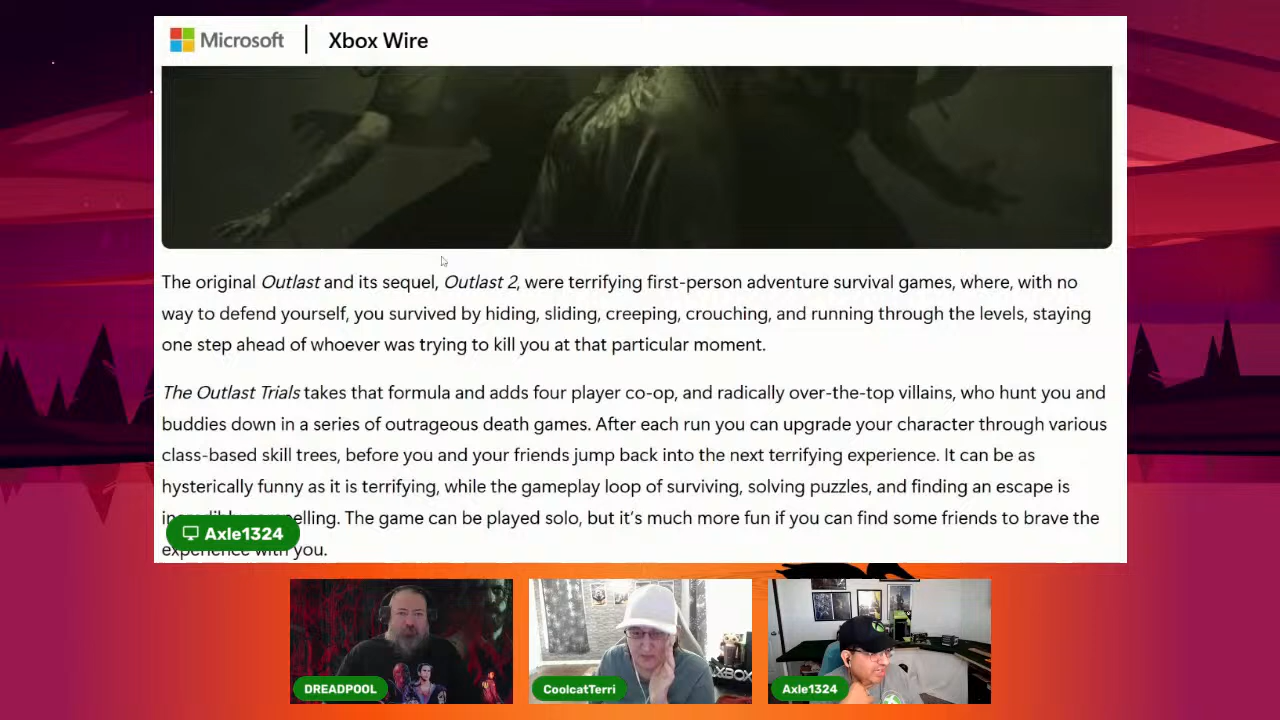 Microsoft | Xbox Wire
The original Outlast and its sequel, Outlast 2, were terrifying first-person adventure survival games, where, with no
way to defend yourself, you survived by hiding, sliding, creeping, crouching, and running through the levels, staying
one step ahead of whoever was trying to kill you at that particular moment.
The Outlast Trials takes that formula and adds four player co-op, and radically over-the-top villains, who hunt you and
buddies down in a series of outrageous death games. After each run you can upgrade your character through various
class-based skill trees, before you and your friends jump back into the next terrifying experience. It can be as
hysterically funny as it is terrifying, while the gameplay loop of surviving, solving puzzles, and finding an escape is
The game can be played solo, but it's much more fun if you can find some friends to brave the
Axle1324
experience with you.
XBOX
DREADPOOL
CoolcatTerri
Axle1324